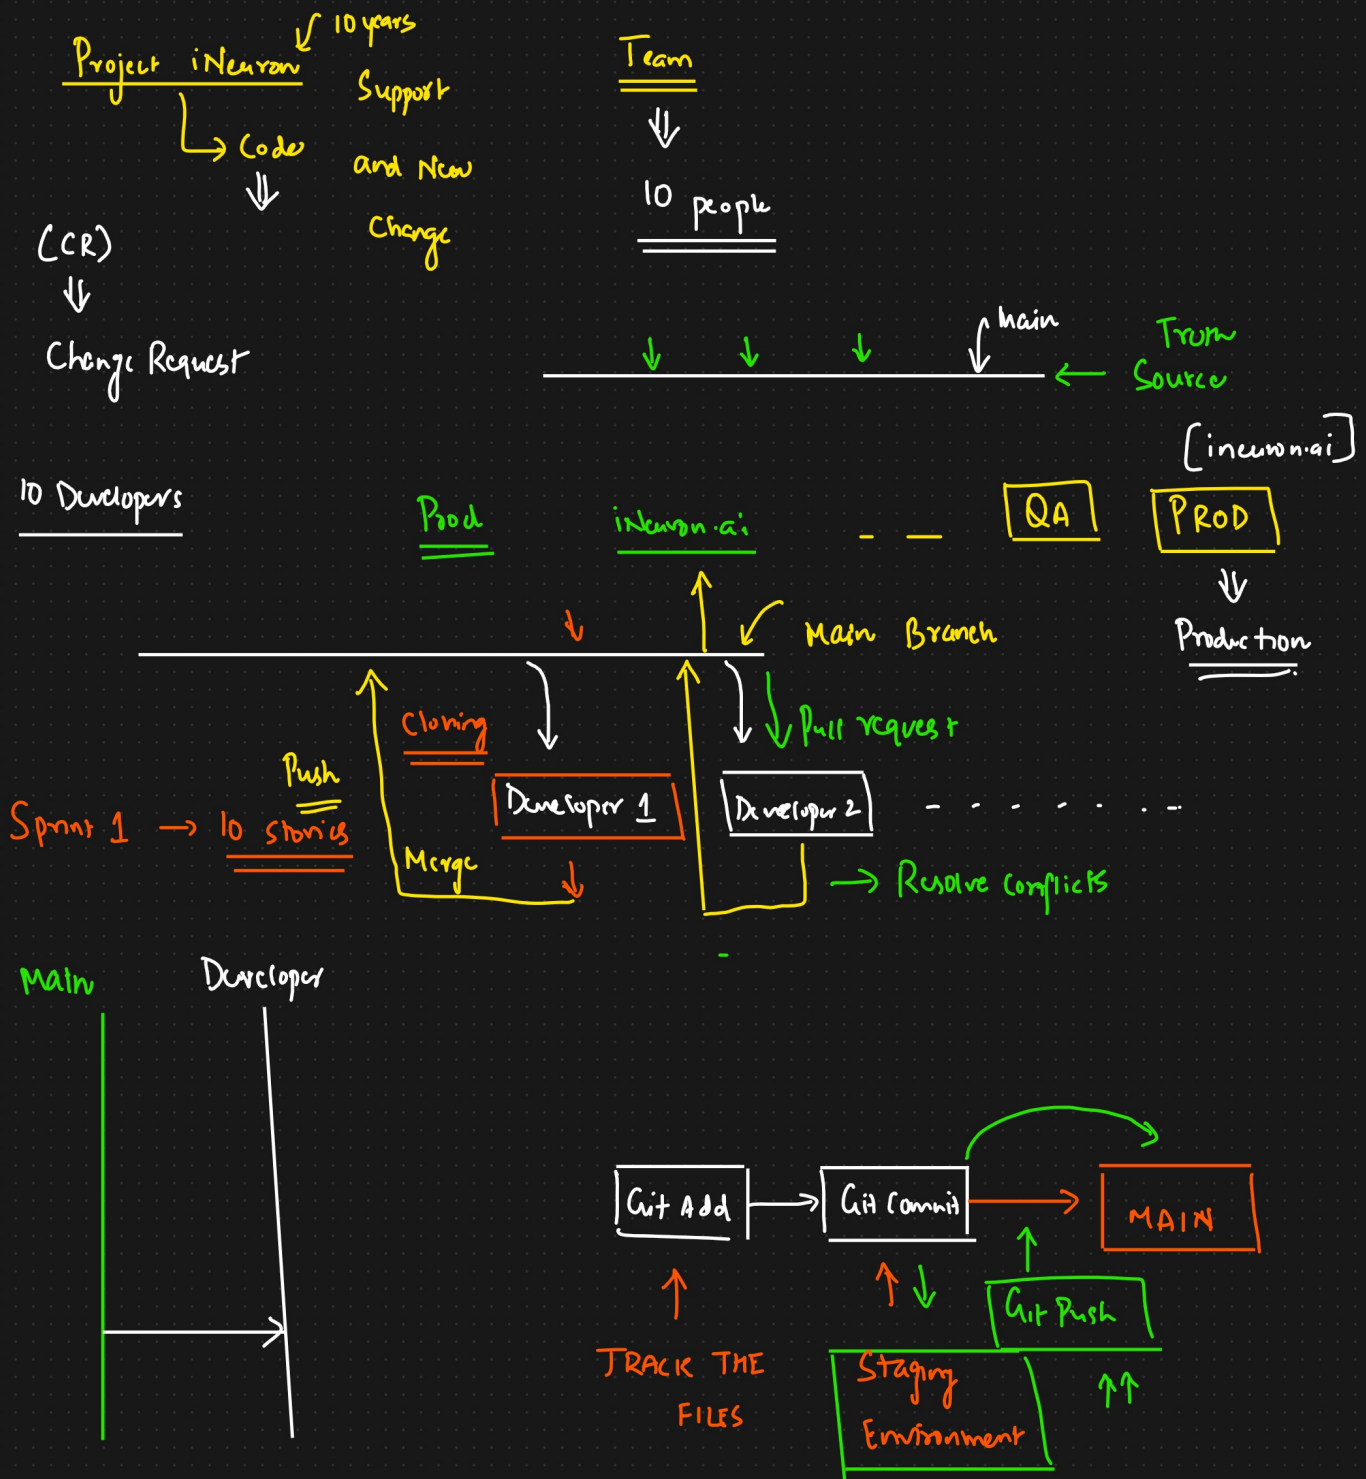 Project iNeuron
10 years
Support
and New
Change
Code
(CR)
Change Request
Team
10 people
Main
Truth
Source
[ineuron.ai]
10 Developers
Prod
iNeuron.ai
- -
QA
PROD
Production
Main Branch
Cloning
Pull request
Push
Developer 1
Developer 2
- - - - - - -
Sprint 1 → 10 stories
Merge
→ Resolve conflicts
Main
Developer
Git Add
Git Commit
MAIN
Git Push
TRACK THE
FILES
Staging
Environment